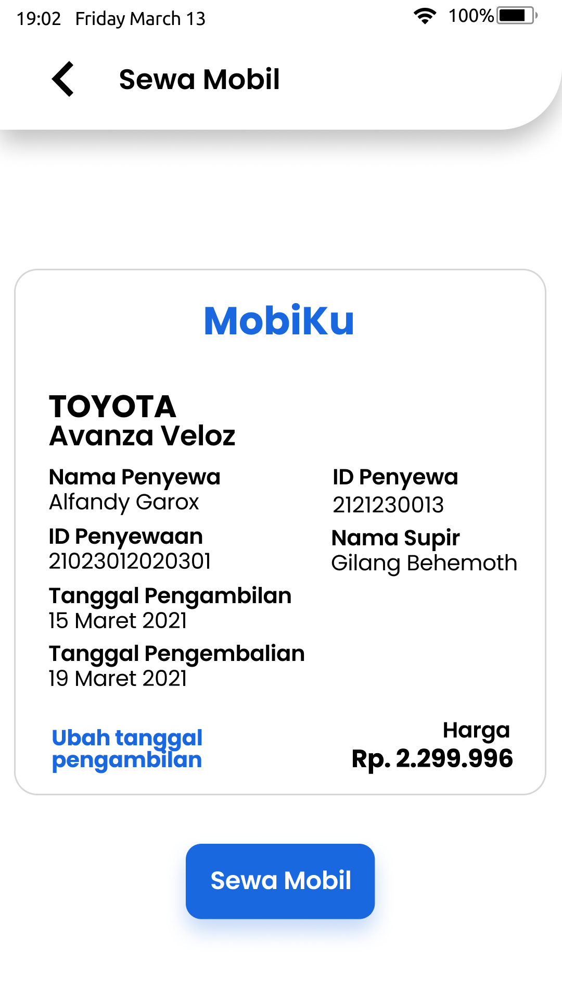 19:02 Friday March 13 100%
Sewa Mobil
MobiKu
TOYOTA
Avanza Veloz
Nama Penyewa
Alfandy Garox
ID Penyewa
2121230013
ID Penyewaan
21023012020301
Nama Supir
Gilang Behemoth
Tanggal Pengambilan
15 Maret 2021
Tanggal Pengembalian
19 Maret 2021
Ubah tanggal
pengambilan
Harga
Rp. 2.299.996
Sewa Mobil